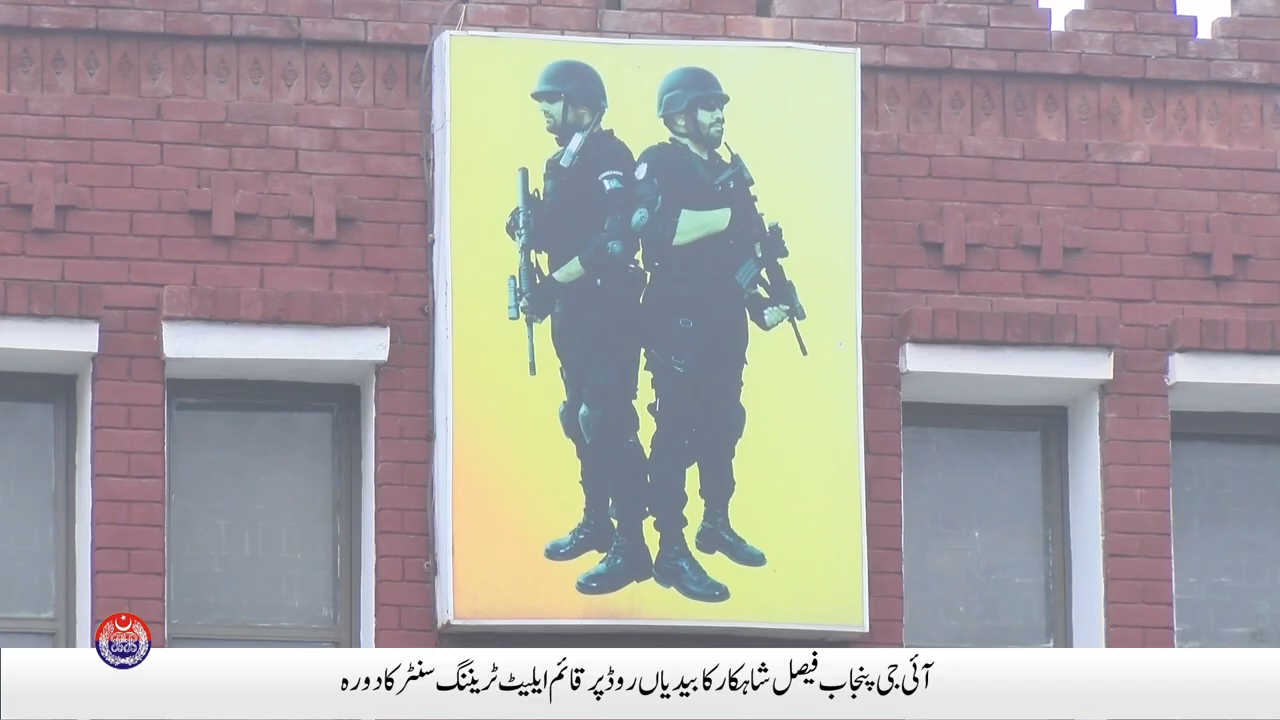 آئی جی پنجاب فیصل شاہکار کا بیدیاں روڈ پر قائم ایلیٹ ٹریننگ سنٹر کا دورہ